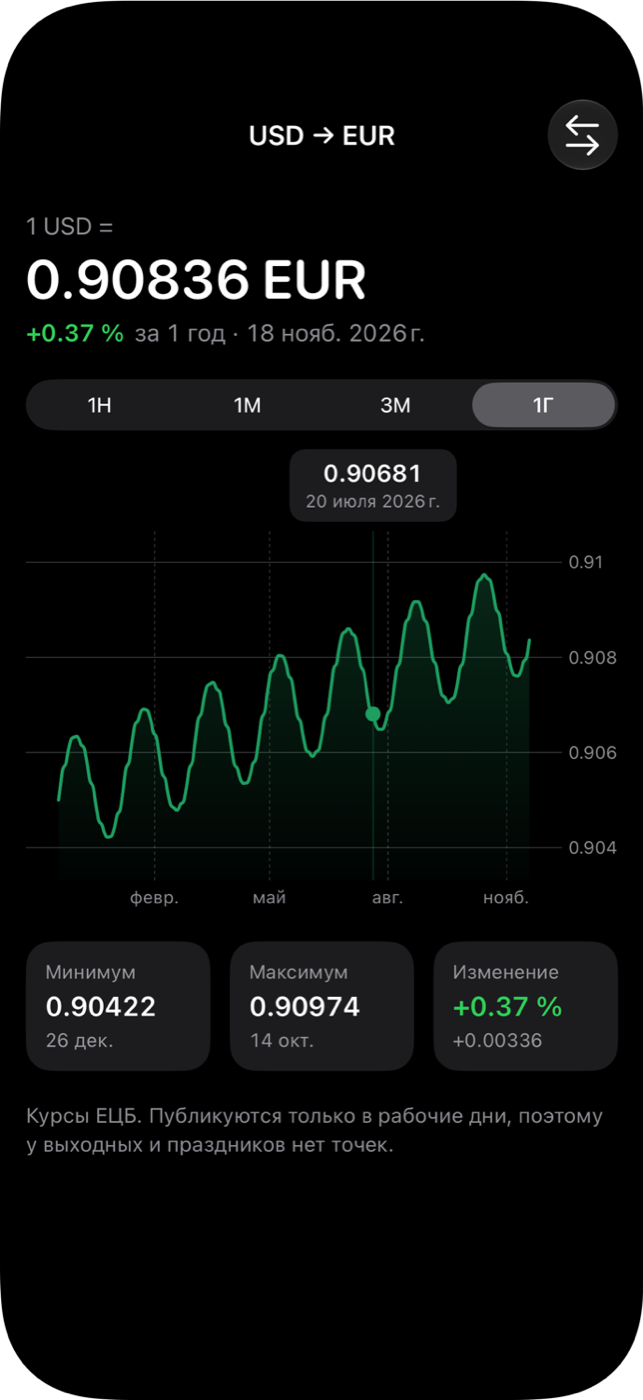 USD → EUR
1 USD =
0.90836 EUR
+0.37 % за 1 год · 18 нояб. 2026 г.
1Н 1М 3М 1Г
0.90681
20 июля 2026 г.
0.91
0.908
0.906
0.904
февр. май авг. нояб.
Минимум Максимум Изменение
0.90422 0.90974 +0.37 %
26 дек. 14 окт. +0.00336
Курсы ЕЦБ. Публикуются только в рабочие дни, поэтому
у выходных и праздников нет точек.